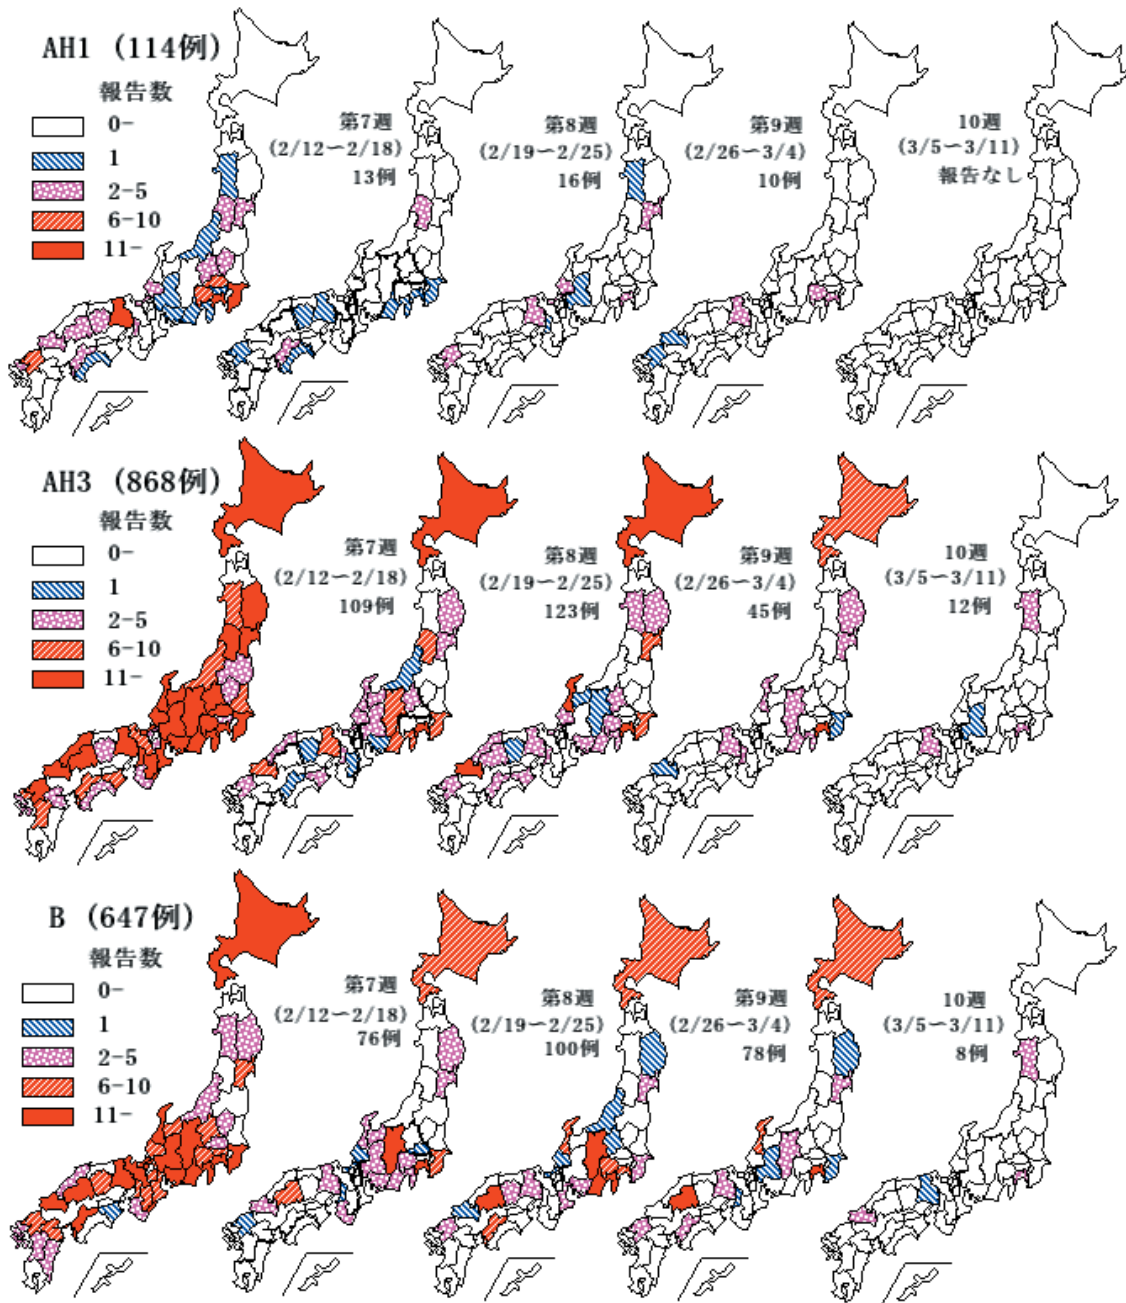 AH1 (114例)
報告数
0-
1
2-5
6-10
11-
第7週
(2/12～2/18)
13例
第8週
(2/19～2/25)
16例
第9週
(2/26～3/4)
10例
10週
(3/5～3/11)
報告なし
AH3 (868例)
報告数
0-
1
2-5
6-10
11-
第7週
(2/12～2/18)
109例
第8週
(2/19～2/25)
123例
第9週
(2/26～3/4)
45例
10週
(3/5～3/11)
12例
B (647例)
報告数
0-
1
2-5
6-10
11-
第7週
(2/12～2/18)
76例
第8週
(2/19～2/25)
100例
第9週
(2/26～3/4)
78例
10週
(3/5～3/11)
8例